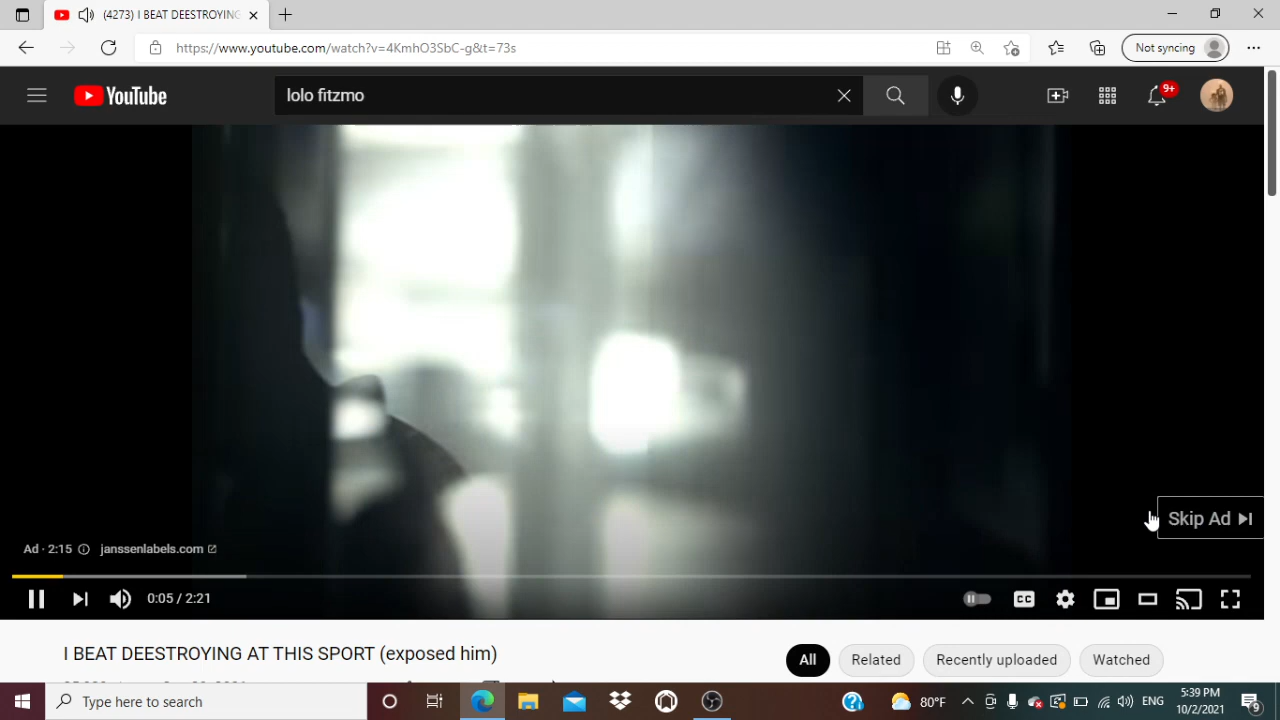 (4273) I BEAT DEESTROYING
https://www.youtube.com/watch?v=4KmhO3SbC-g&t=73s
Not syncing
YouTube
lolo fitzmo
9+
Skip Ad
Ad · 2:15 janssenlabels.com
0:05 / 2:21
CC
I BEAT DEESTROYING AT THIS SPORT (exposed him)
All
Related
Recently uploaded
Watched
Type here to search
80°F
ENG
5:39 PM
10/2/2021
9